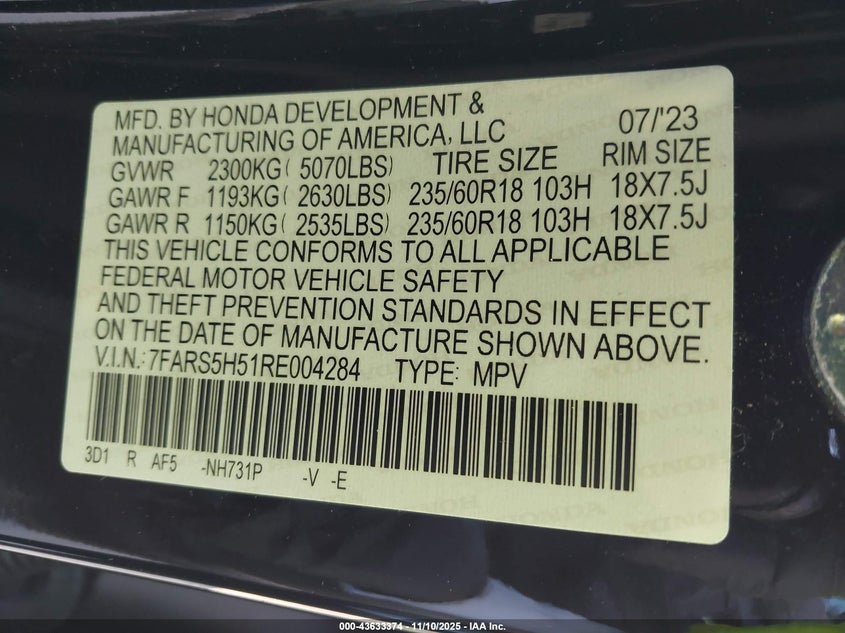 MFD. BY HONDA DEVELOPMENT &
MANUFACTURING OF AMERICA, LLC 07/'23
GVWR 2300KG( 5070LBS) TIRE SIZE RIM SIZE
GAWR F 1193KG( 2630LBS) 235/60R18 103H 18X7.5J
GAWR R 1150KG( 2535LBS) 235/60R18 103H 18X7.5J
THIS VEHICLE CONFORMS TO ALL APPLICABLE
FEDERAL MOTOR VEHICLE SAFETY
AND THEFT PREVENTION STANDARDS IN EFFECT
ON THE DATE OF MANUFACTURE SHOWN ABOVE.
V.I.N.: 7FARS5H51RE004284 TYPE: MPV
3D1 R AF5 -NH731P -V -E
000-43633374 — 11/10/2025 — IAA Inc.